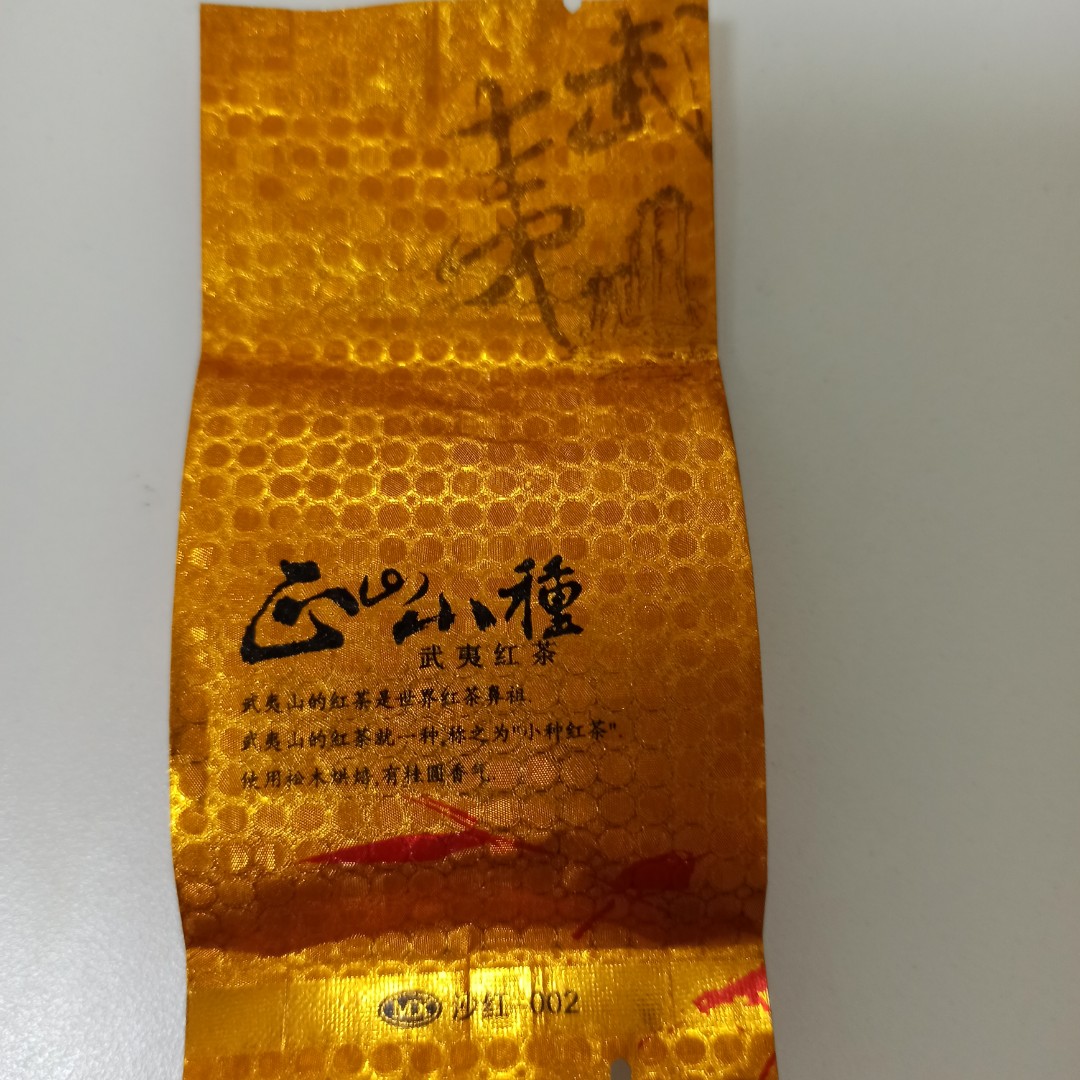 武夷
正山小種
武夷红茶
武夷山的红茶是世界红茶鼻祖.
武夷山的红茶就一种,称之为"小种红茶".
使用松木烘焙,有桂圆香气.
MX 沙红-002